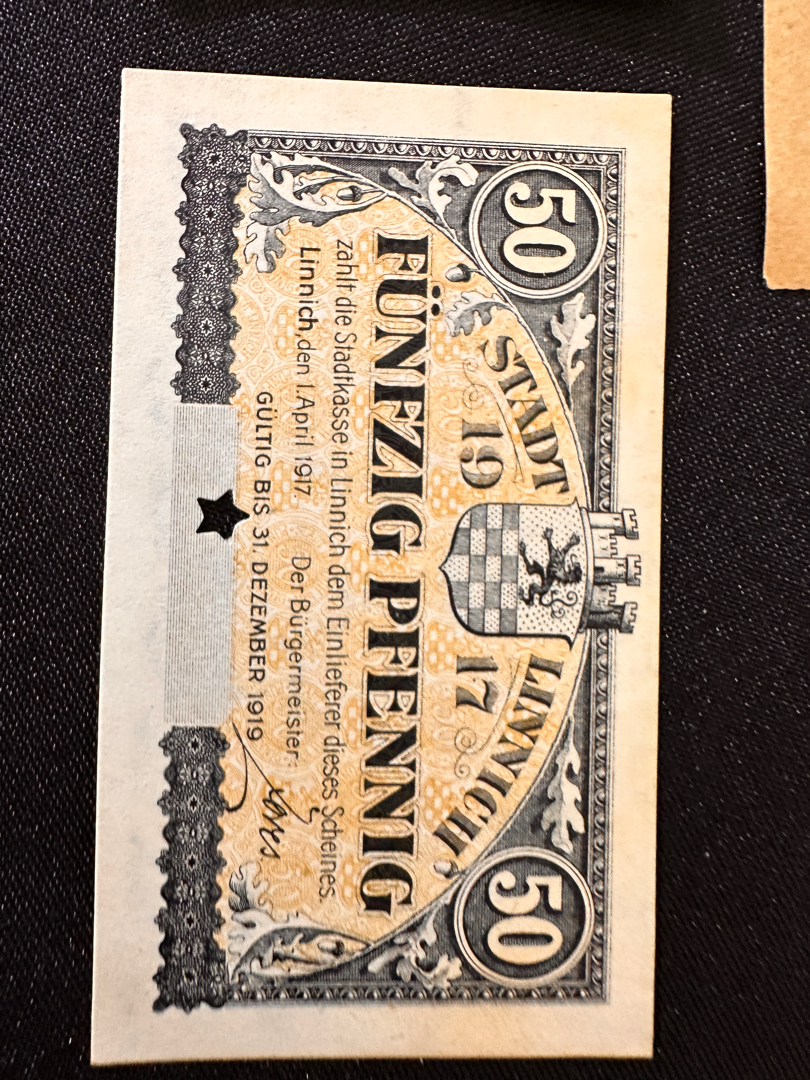 50
50
STADT LINNICH
19 17
FÜNFZIG PFENNIG
zahlt die Stadtkasse in Linnich dem Einlieferer dieses Scheines.
Linnich, den 1. April 1917. Der Bürgermeister:
GÜLTIG BIS 31. DEZEMBER 1919